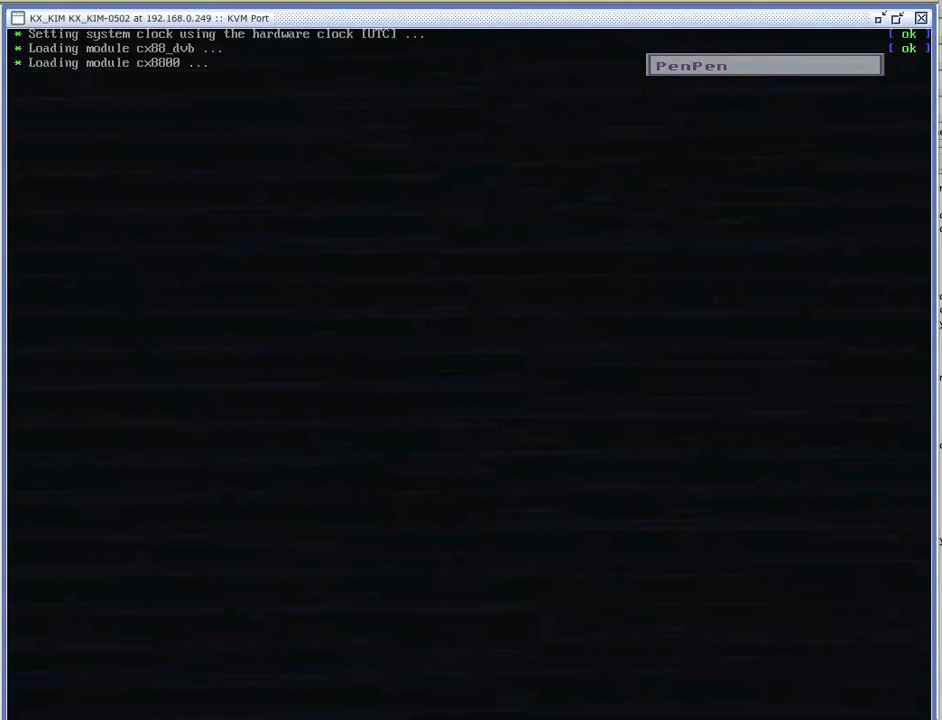 KX_KIM KX_KIM-0502 at 192.168.0.249 :: KVM Port
* Setting system clock using the hardware clock [UTC] ... [ ok ]
* Loading module cx88_dvb ... [ ok ]
* Loading module cx8800 ...
PenPen